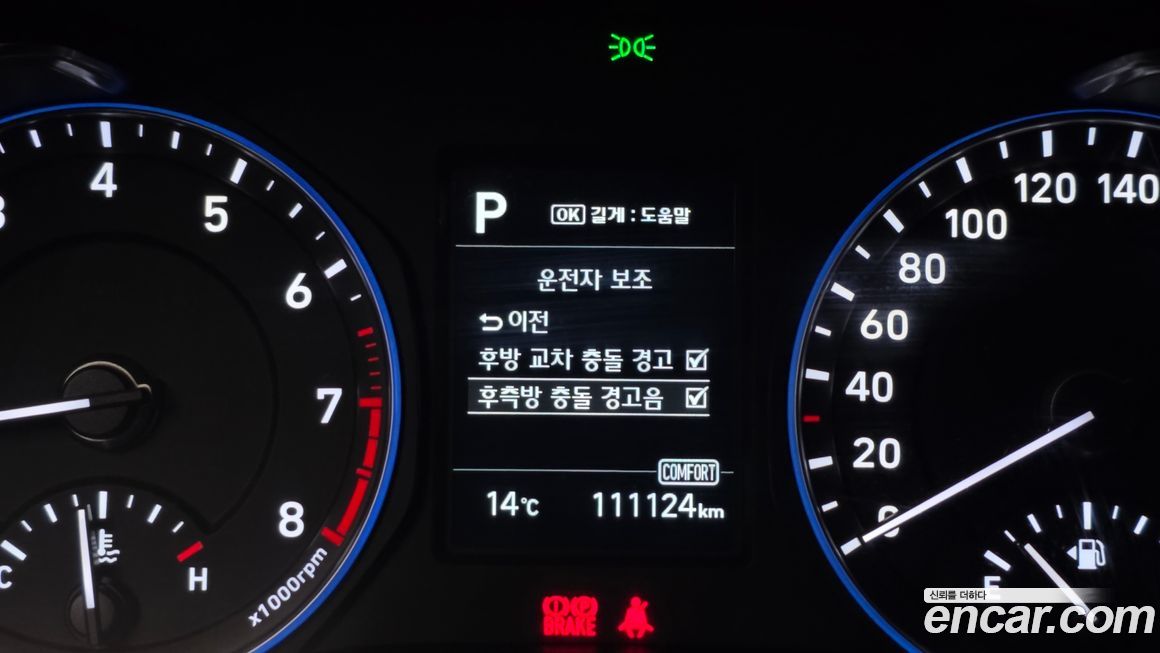 P
OK 길게 : 도움말
운전자 보조
이전
후방 교차 충돌 경고
후측방 충돌 경고음
COMFORT
14°C 111124km
3 4 5 6 7 8
x1000rpm
C H
0 20 40 60 80 100 120 140
E
BRAKE
신뢰를 더하다
encar.com